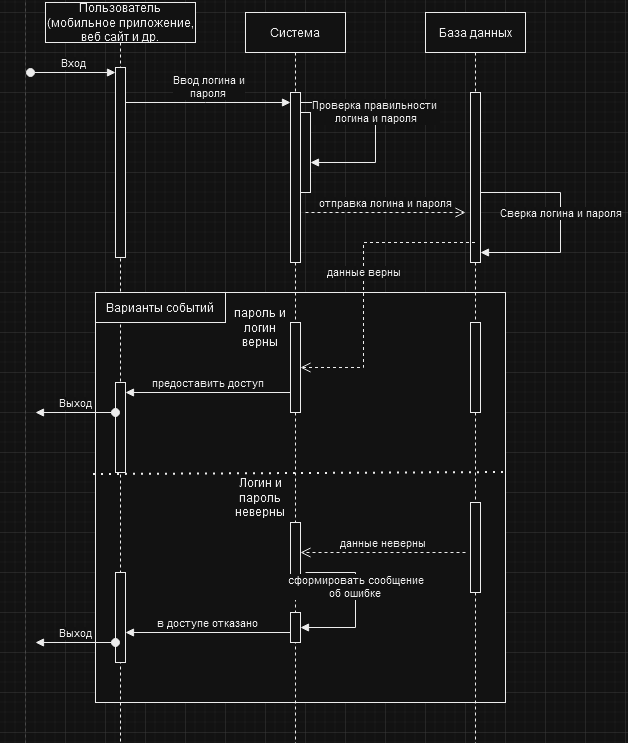 Пользователь
(мобильное приложение,
веб сайт и др.
Система
База данных
Вход
Ввод логина и
пароля
Проверка правильности
логина и пароля
отправка логина и пароля
Сверка логина и пароля
данные верны
Варианты событий
пароль и
логин
верны
предоставить доступ
Выход
Логин и
пароль
неверны
данные неверны
сформировать сообщение
об ошибке
в доступе отказано
Выход